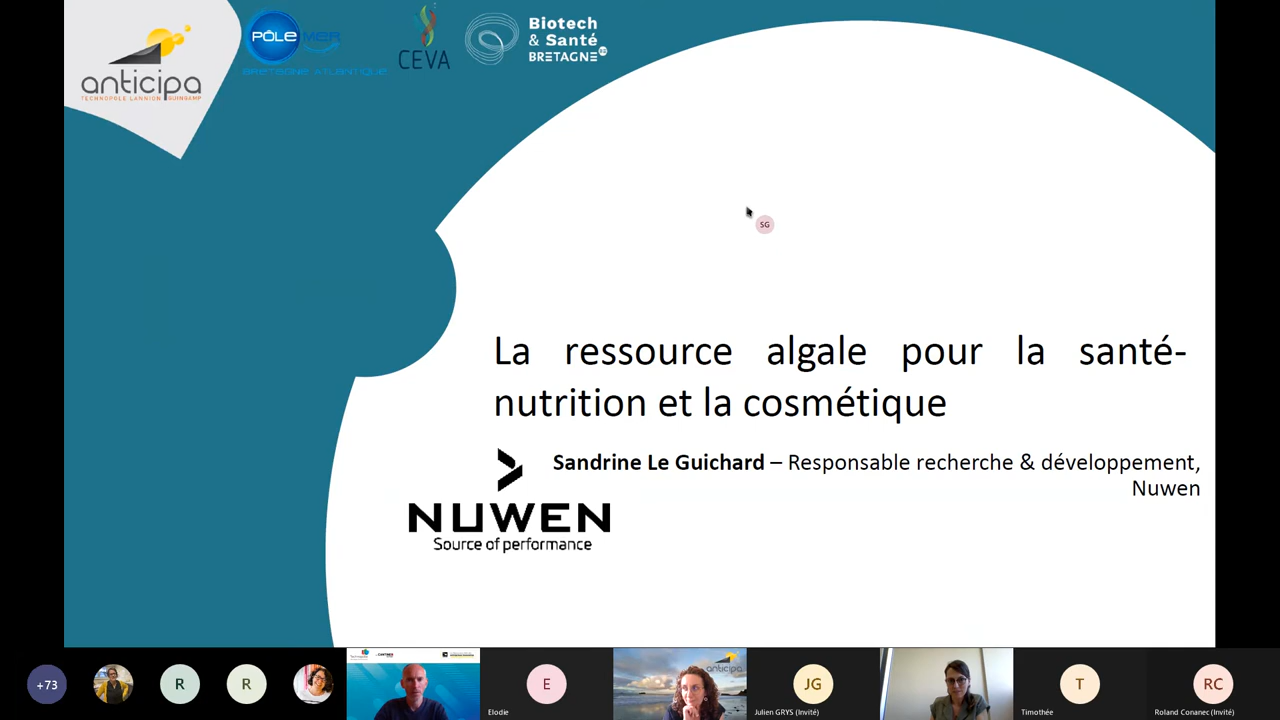 anticipa
TECHNOPOLE LANNION GUINGAMP
PÔLE MER
BRETAGNE ATLANTIQUE
CEVA
Biotech
& Santé
BRETAGNE
SG
La ressource algale pour la santé-
nutrition et la cosmétique
Sandrine Le Guichard – Responsable recherche & développement,
Nuwen
NUWEN
Source of performance
+73
R
R
E
Elodie
anticipa
JG
Julien GRYS (Invité)
T
Timothée
RC
Roland Conanec (Invité)